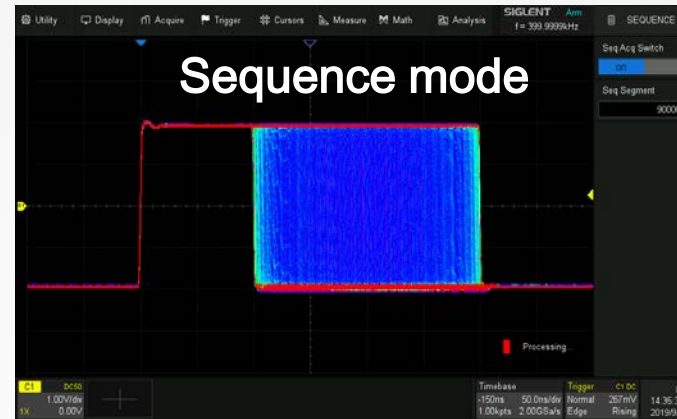 Utility Display Acquire Trigger Cursors Measure Math Analysis SIGLENT Arm SEQUENCE
f = 399.9999kHz
Seq Acq Switch
Sequence mode
on
Seq Segment
9000
Processing...
C1 DC50 Timebase Trigger C1 DC
1.00V/div -150ns 50.0ns/div Normal 267mV
1X 0.00V 1.00kpts 2.00GSa/s Edge Rising